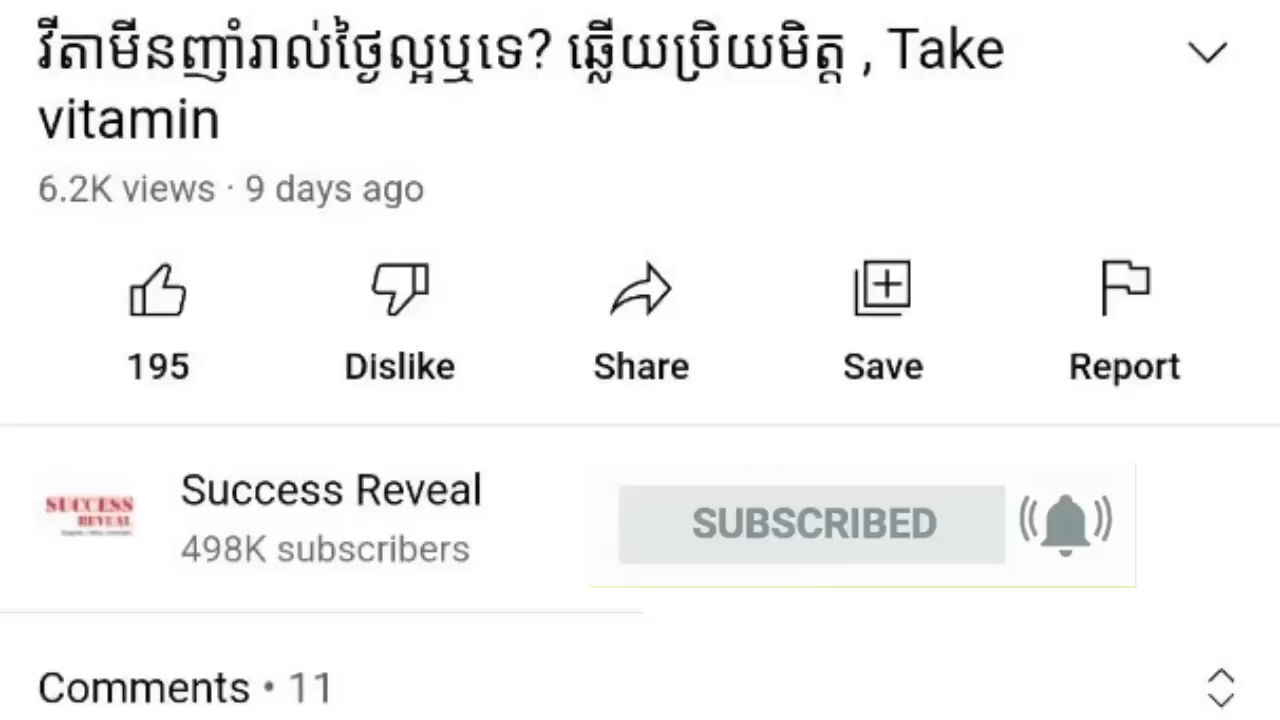 វីតាមីនញ៉ាំរាល់ថ្ងៃល្អឬទេ? ឆ្លើយប្រិយមិត្ត , Take
vitamin
6.2K views · 9 days ago
195 Dislike Share Save Report
SUCCESS
REVEAL
Success Reveal
498K subscribers
SUBSCRIBED
Comments • 11